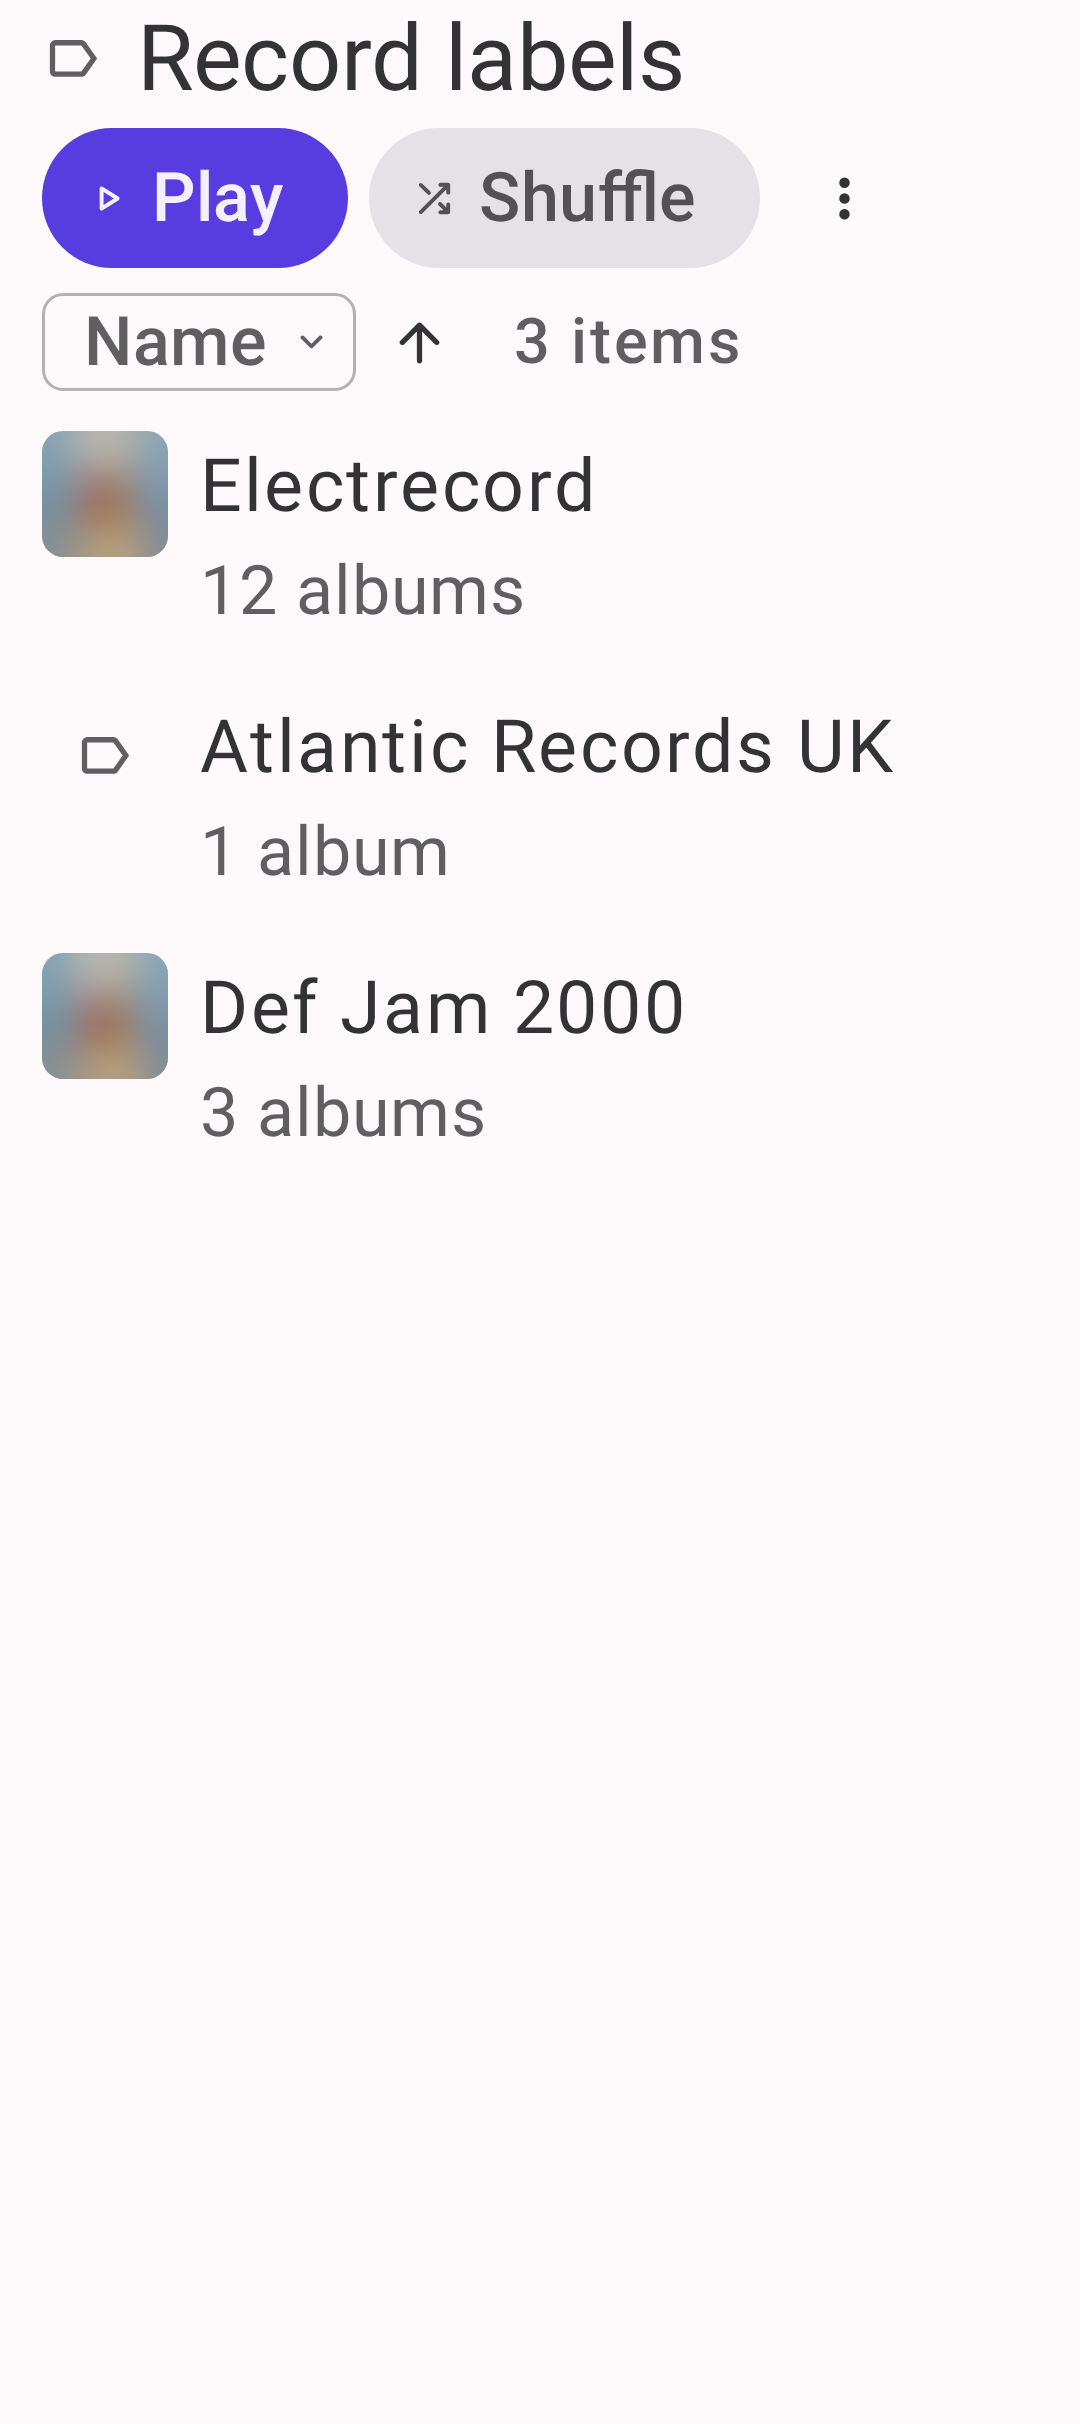 Record labels
Play Shuffle
Name 3 items
Electrecord
12 albums
Atlantic Records UK
1 album
Def Jam 2000
3 albums